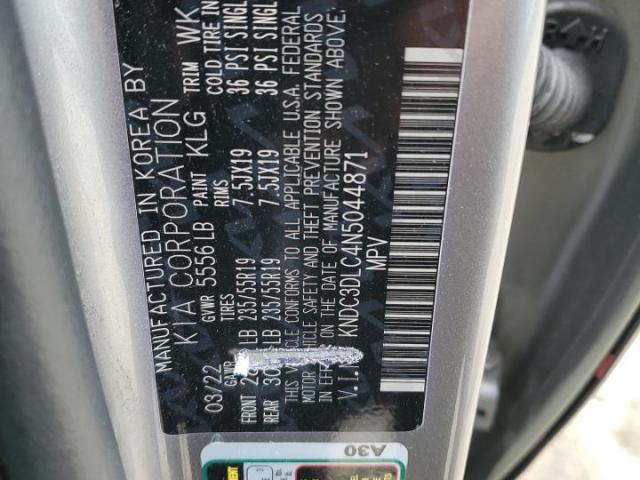 MANUFACTURED IN KOREA BY
KIA CORPORATION
03/22 GVWR 5556 LB PAINT KLG TRIM WK
TIRES RIMS COLD TIRE IN
FRONT LB 235/55R19 7.5JX19 36 PSI SINGL
REAR LB 235/55R19 7.5JX19 36 PSI SINGL
THIS VEHICLE CONFORMS TO ALL APPLICABLE U.S.A. FEDERAL
MOTOR VEHICLE SAFETY AND THEFT PREVENTION STANDARDS
IN EFFECT ON THE DATE OF MANUFACTURE SHOWN ABOVE.
V.I.N KNDC3DLC4N5044871
MPV
A30